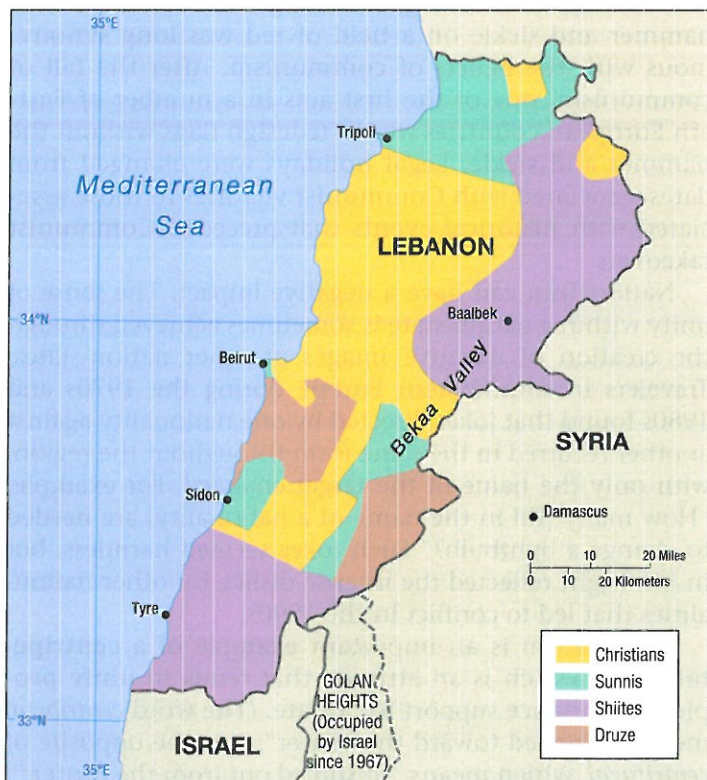 35°E
Tripoli
Mediterranean
Sea
LEBANON
34°N
Baalbek
Beirut
Bekaa Valley
SYRIA
Sidon
Damascus
0 10 20 Miles
0 10 20 Kilometers
Tyre
Christians
Sunnis
Shiites
Druze
GOLAN
HEIGHTS
(Occupied
by Israel
since 1967)
33°N
ISRAEL
35°E